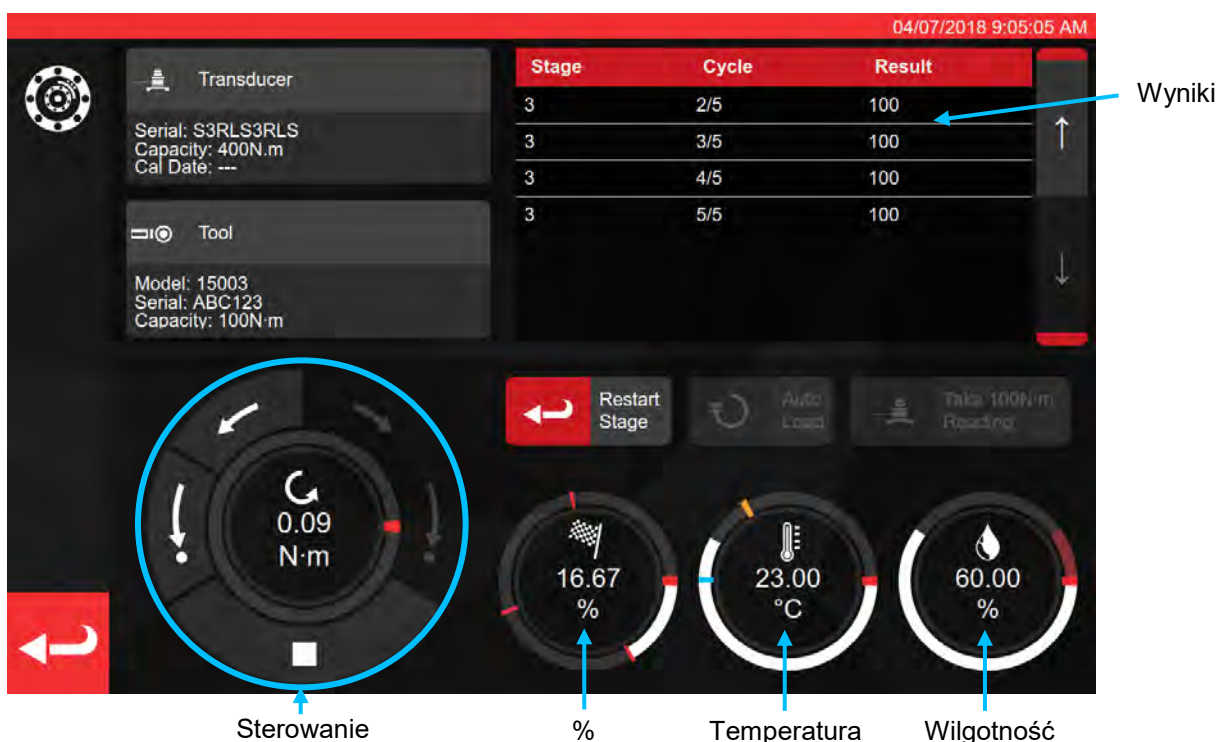 04/07/2018 9:05:05 AM
Transducer
Serial: S3RLS3RLS
Capacity: 400N.m
Cal Date: ---
Tool
Model: 15003
Serial: ABC123
Capacity: 100N·m
Stage Cycle Result
3 2/5 100
3 3/5 100
3 4/5 100
3 5/5 100
Wyniki
Restart
Stage
Auto
Load
Take 100N·m
Reading
0.09
N·m
16.67
%
23.00
°C
60.00
%
Sterowanie
%
Temperatura
Wilgotność